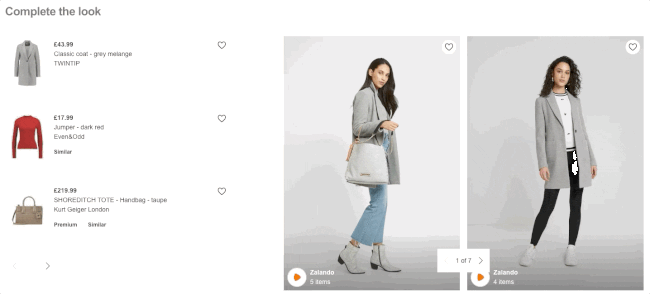 Complete the look
£43.99
Classic coat - grey melange
TWINTIP
£17.99
Jumper - dark red
Even&Odd
Similar
£219.99
SHOREDITCH TOTE - Handbag - taupe
Kurt Geiger London
Premium Similar
Zalando
5 items
1 of 7
Zalando
4 items